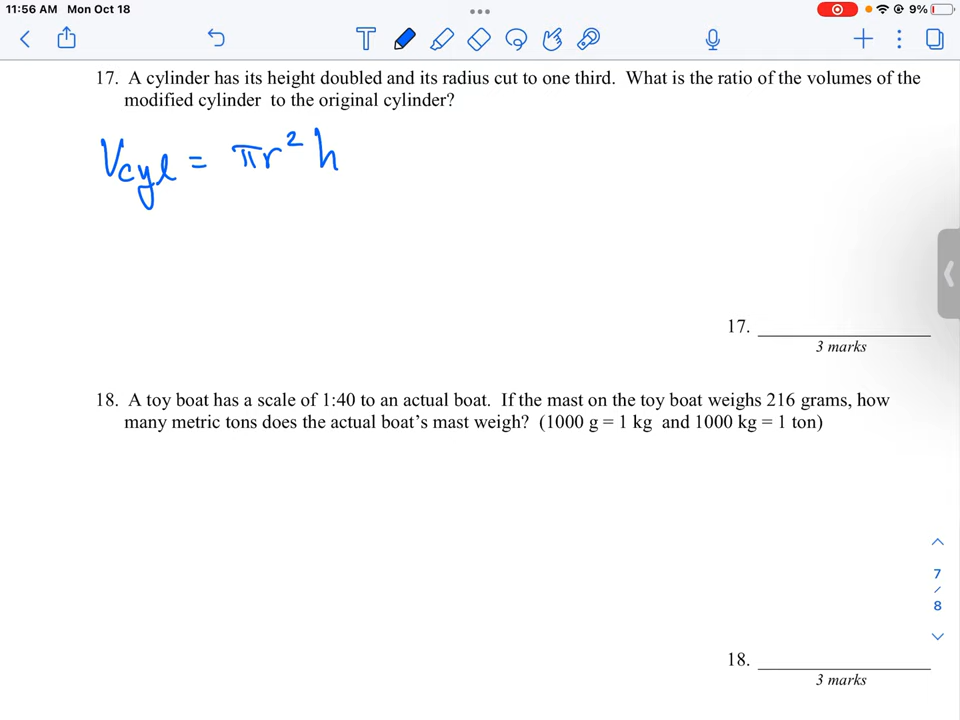 11:56 AM Mon Oct 18
9%
T
17. A cylinder has its height doubled and its radius cut to one third. What is the ratio of the volumes of the
modified cylinder to the original cylinder?
Vcyl = πr² h
17. ____________
3 marks
18. A toy boat has a scale of 1:40 to an actual boat. If the mast on the toy boat weighs 216 grams, how
many metric tons does the actual boat’s mast weigh? (1000 g = 1 kg and 1000 kg = 1 ton)
7
/
8
18. ____________
3 marks